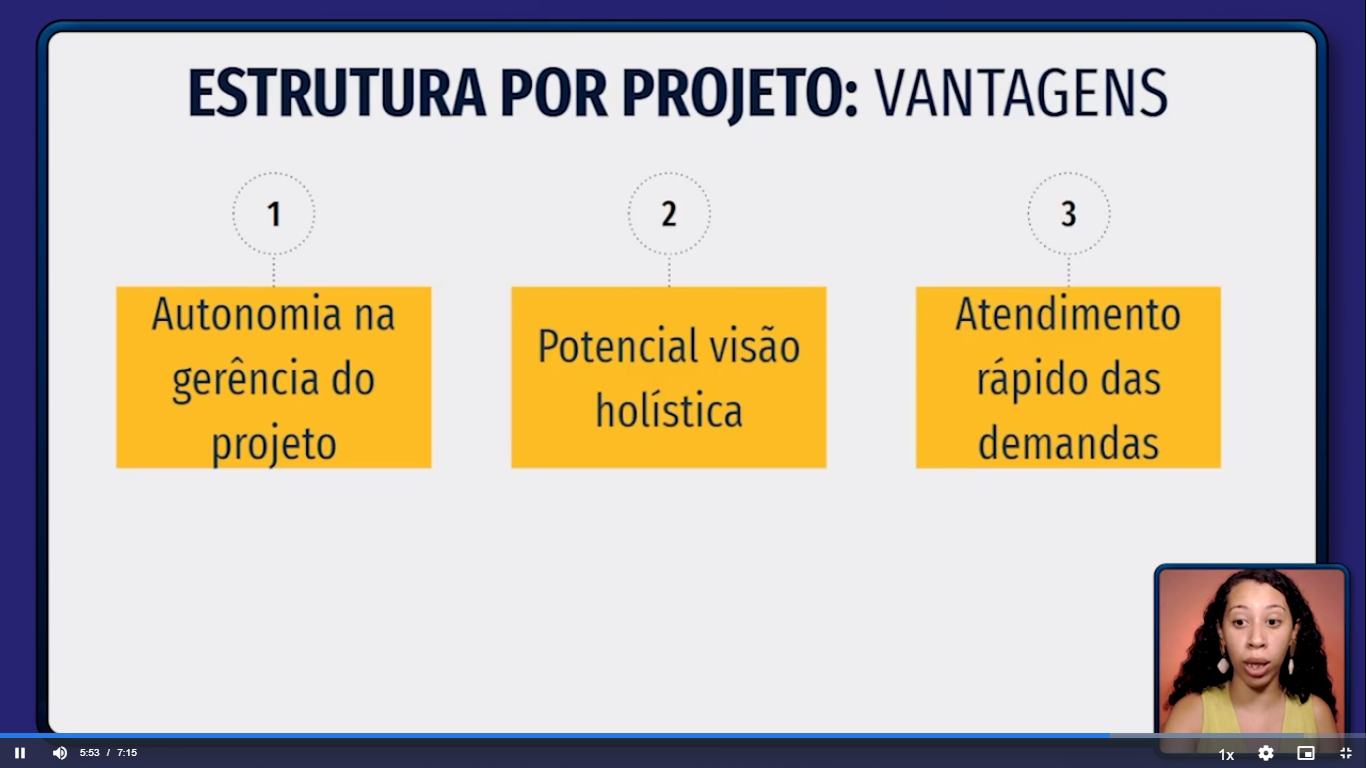 ESTRUTURA POR PROJETO: VANTAGENS
1
2
3
Autonomia na
gerência do
projeto
Potencial visão
holística
Atendimento
rápido das
demandas
5:53 / 7:15
1x